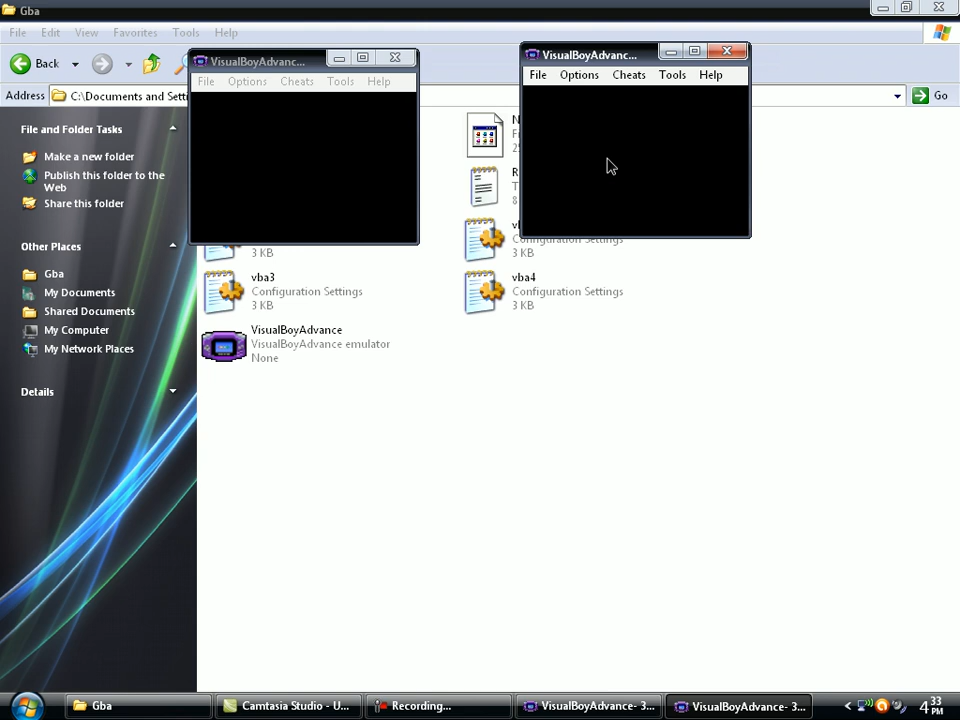 Gba
File Edit View Favorites Tools Help
Back
Address C:\Documents and Setti
Go
VisualBoyAdvanc...
File Options Cheats Tools Help
VisualBoyAdvanc...
File Options Cheats Tools Help
File and Folder Tasks
Make a new folder
Publish this folder to the
Web
Share this folder
Other Places
Gba
My Documents
Shared Documents
My Computer
My Network Places
Details
3 KB
Configuration Settings
3 KB
vba3
Configuration Settings
3 KB
vba4
Configuration Settings
3 KB
VisualBoyAdvance
VisualBoyAdvance emulator
None
Gba
Camtasia Studio - U...
Recording...
VisualBoyAdvance- 3...
VisualBoyAdvance- 3...
4 33 PM